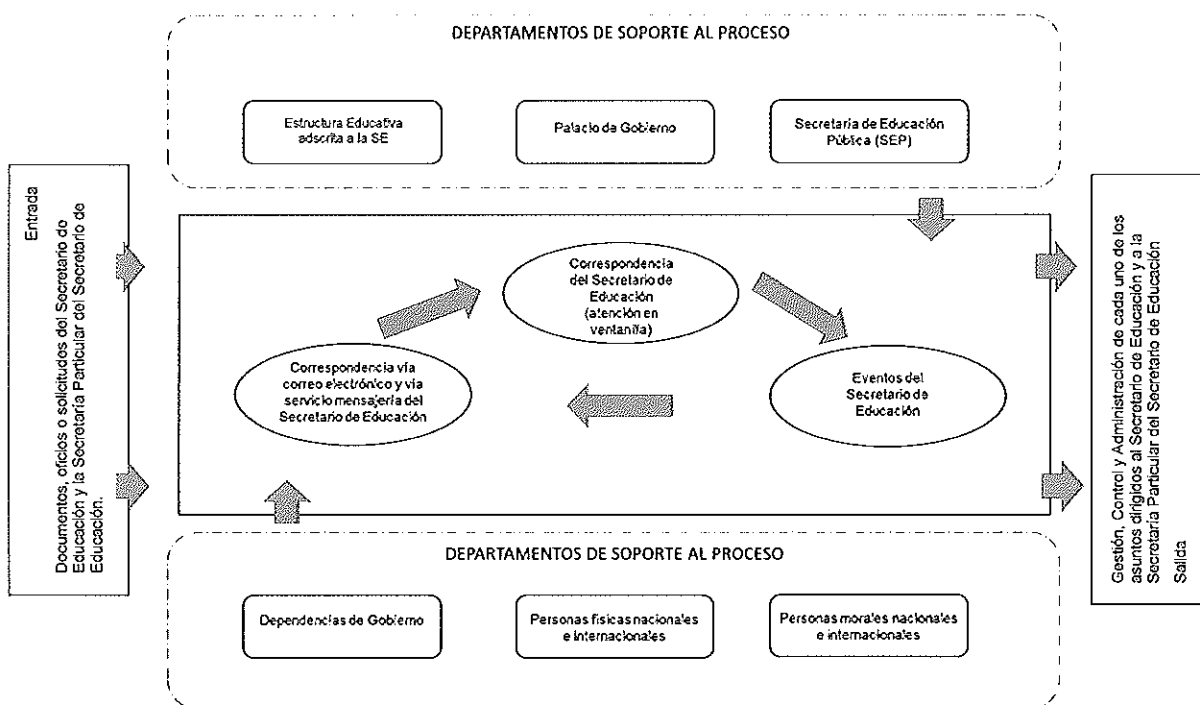 DEPARTAMENTOS DE SOPORTE AL PROCESO
Estructura Educativa
adscrita a la SE
Palacio de Gobierno
Secretaría de Educación
Pública (SEP)
Entrada
Documentos, oficios o solicitudes del Secretario de
Educación y la Secretaría Particular del Secretario de
Educación.
Correspondencia
del Secretario de
Educación
(atención en
ventanilla)
Correspondencia vía
correo electrónico y vía
servicio mensajería del
Secretario de Educación
Eventos del
Secretario de
Educación
Gestión, Control y Administración de cada uno de los
asuntos dirigidos al Secretario de Educación y a la
Secretaría Particular del Secretario de Educación
Salida
DEPARTAMENTOS DE SOPORTE AL PROCESO
Dependencias de Gobierno
Personas físicas nacionales
e internacionales
Personas morales nacionales
e internacionales